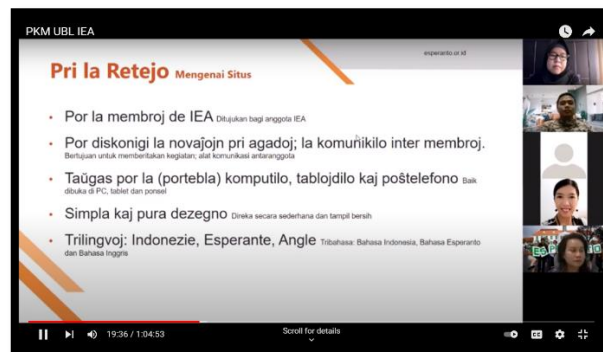 PKM UBL IEA
esperanto.or.id
Pri la Retejo Mengenai Situs
• Por la membroj de IEA Ditujukan bagi anggota IEA
• Por diskonigi la novaĵojn pri agadoj; la komunikilo inter membroj.
Bertujuan untuk memberitakan kegiatan; alat komunikasi antaranggota
• Taŭgas por la (portebla) komputilo, tablojdilo kaj poŝtelefono Baik
dibuka di PC, tablet dan ponsel
• Simpla kaj pura dezegno Direka secara sederhana dan tampil bersih
• Trilingvoj: Indonezie, Esperante, Angle Tribahasa: Bahasa Indonesia, Bahasa Esperanto
dan Bahasa Inggris
19:36 / 1:04:53
Scroll for details